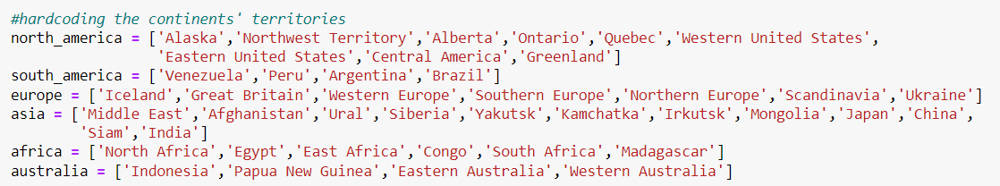 #hardcoding the continents' territories
north_america = ['Alaska','Northwest Territory','Alberta','Ontario','Quebec','Western United States',
'Eastern United States','Central America','Greenland']
south_america = ['Venezuela','Peru','Argentina','Brazil']
europe = ['Iceland','Great Britain','Western Europe','Southern Europe','Northern Europe','Scandinavia','Ukraine']
asia = ['Middle East','Afghanistan','Ural','Siberia','Yakutsk','Kamchatka','Irkutsk','Mongolia','Japan','China',
'Siam','India']
africa = ['North Africa','Egypt','East Africa','Congo','South Africa','Madagascar']
australia = ['Indonesia','Papua New Guinea','Eastern Australia','Western Australia']